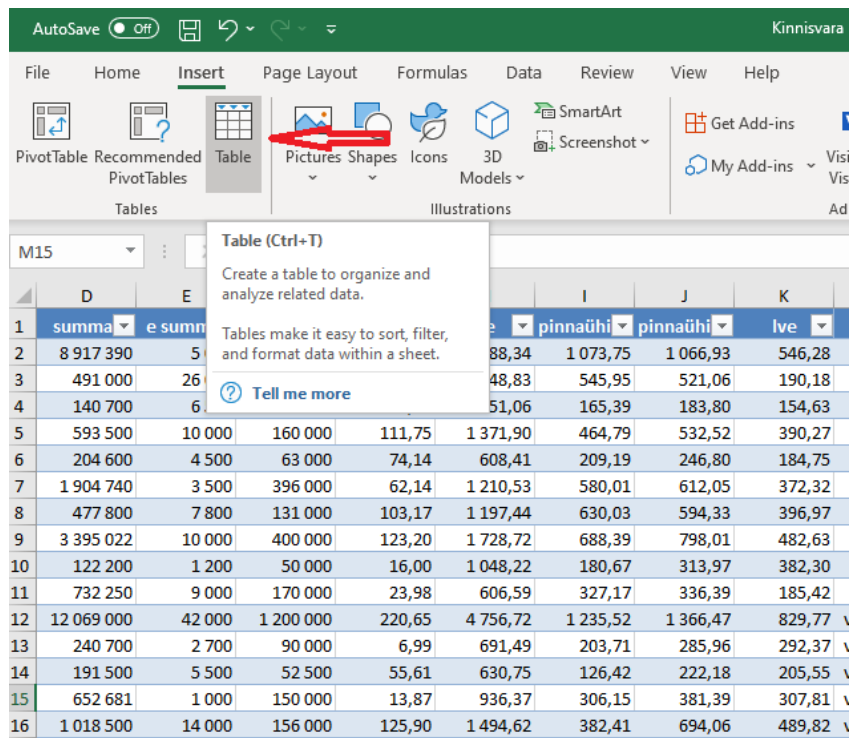 AutoSave Off Kinnisvara
File Home Insert Page Layout Formulas Data Review View Help
PivotTable Recommended PivotTables Table Pictures Shapes Icons 3D Models SmartArt Screenshot Get Add-ins My Add-ins
Tables Illustrations
M15
Table (Ctrl+T)
Create a table to organize and
analyze related data.
Tables make it easy to sort, filter,
and format data within a sheet.
Tell me more
D E I J K
1 summa e summ pinnaühi pinnaühi lve
2 8 917 390 88,34 1 073,75 1 066,93 546,28
3 491 000 26 48,83 545,95 521,06 190,18
4 140 700 6 51,06 165,39 183,80 154,63
5 593 500 10 000 160 000 111,75 1 371,90 464,79 532,52 390,27
6 204 600 4 500 63 000 74,14 608,41 209,19 246,80 184,75
7 1 904 740 3 500 396 000 62,14 1 210,53 580,01 612,05 372,32
8 477 800 7 800 131 000 103,17 1 197,44 630,03 594,33 396,97
9 3 395 022 10 000 400 000 123,20 1 728,72 688,39 798,01 482,63
10 122 200 1 200 50 000 16,00 1 048,22 180,67 313,97 382,30
11 732 250 9 000 170 000 23,98 606,59 327,17 336,39 185,42
12 12 069 000 42 000 1 200 000 220,65 4 756,72 1 235,52 1 366,47 829,77
13 240 700 2 700 90 000 6,99 691,49 203,71 285,96 292,37
14 191 500 5 500 52 500 55,61 630,75 126,42 222,18 205,55
15 652 681 1 000 150 000 13,87 936,37 306,15 381,39 307,81
16 1 018 500 14 000 156 000 125,90 1 494,62 382,41 694,06 489,82